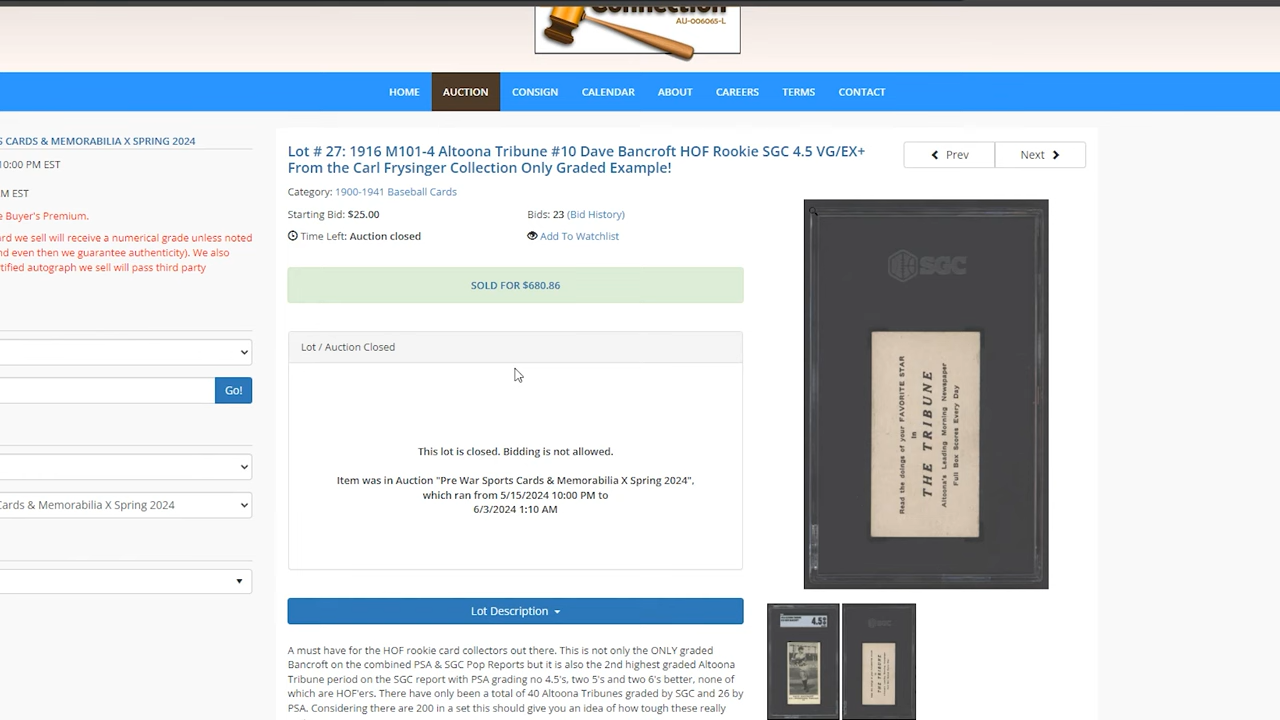 Connection
AU-006065-L
HOME
AUCTION
CONSIGN
CALENDAR
ABOUT
CAREERS
TERMS
CONTACT
S CARDS & MEMORABILIA X SPRING 2024
10:00 PM EST
M EST
e Buyer's Premium.
ard we sell will receive a numerical grade unless noted
nd even then we guarantee authenticity). We also
tified autograph we sell will pass third party
Go!
Cards & Memorabilia X Spring 2024
Lot # 27: 1916 M101-4 Altoona Tribune #10 Dave Bancroft HOF Rookie SGC 4.5 VG/EX+
From the Carl Frysinger Collection Only Graded Example!
Prev
Next
Category: 1900-1941 Baseball Cards
Starting Bid: $25.00
Bids: 23 (Bid History)
Time Left: Auction closed
Add To Watchlist
SOLD FOR $680.86
Lot / Auction Closed
This lot is closed. Bidding is not allowed.
Item was in Auction "Pre War Sports Cards & Memorabilia X Spring 2024",
which ran from 5/15/2024 10:00 PM to
6/3/2024 1:10 AM
Lot Description
A must have for the HOF rookie card collectors out there. This is not only the ONLY graded
Bancroft on the combined PSA & SGC Pop Reports but it is also the 2nd highest graded Altoona
Tribune period on the SGC report with PSA grading no 4.5's, two 5's and two 6's better, none of
which are HOF'ers. There have only been a total of 40 Altoona Tribunes graded by SGC and 26 by
PSA. Considering there are 200 in a set this should give you an idea of how tough these really
SGC
Read the doings of your FAVORITE STAR
in
THE TRIBUNE
Altoona's Leading Morning Newspaper
Full Box Scores Every Day
4.5
THE TRIBUNE